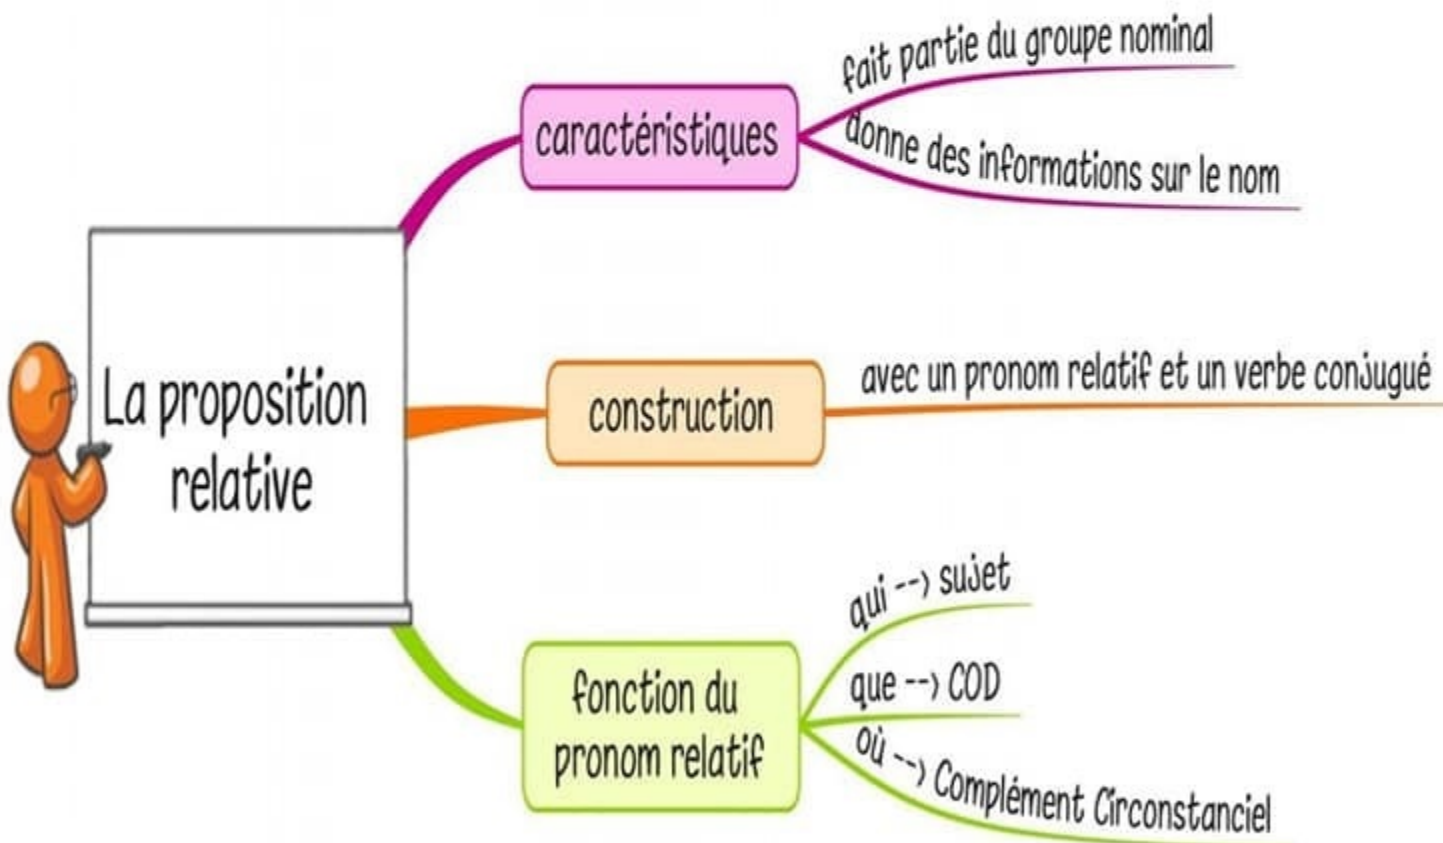 La proposition
relative
caractéristiques
fait partie du groupe nominal
donne des informations sur le nom
construction
avec un pronom relatif et un verbe conjugué
fonction du
pronom relatif
qui --> sujet
que --> COD
où --> Complément Circonstanciel